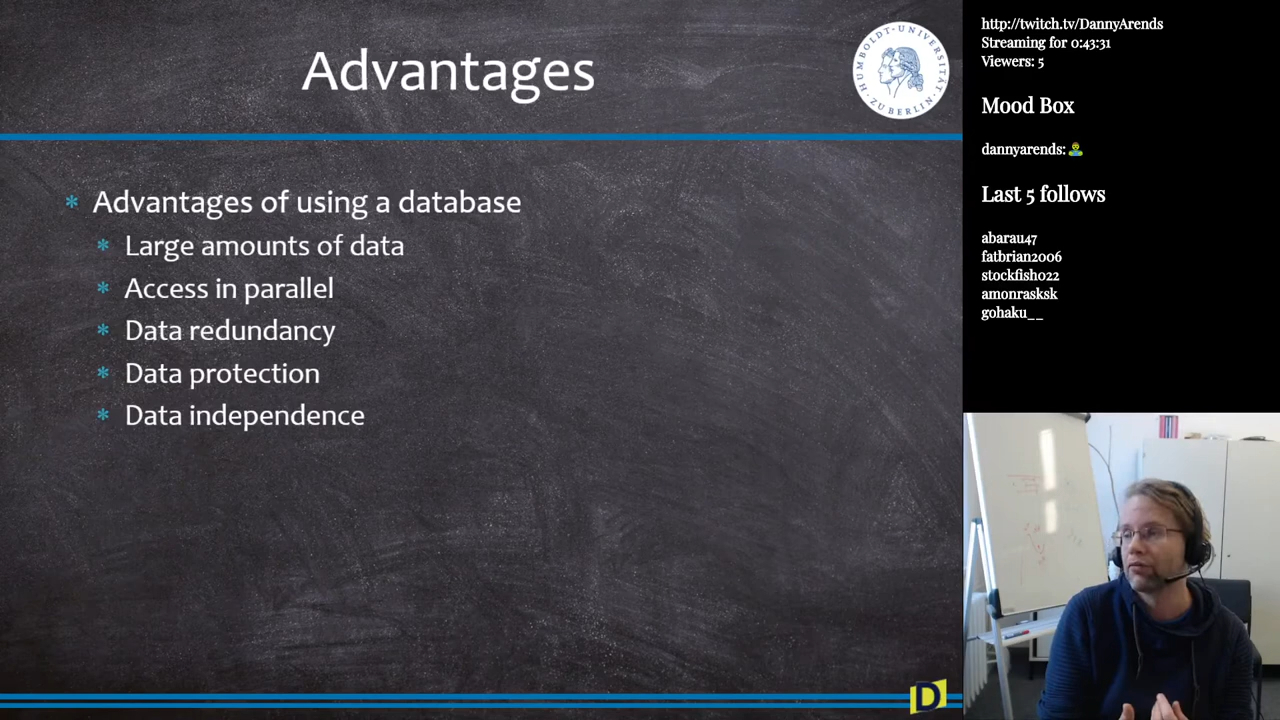 Advantages
HUMBOLDT-UNIVERSITÄT
ZU BERLIN
* Advantages of using a database
* Large amounts of data
* Access in parallel
* Data redundancy
* Data protection
* Data independence
D
http://twitch.tv/DannyArends
Streaming for 0:43:31
Viewers: 5
Mood Box
dannyarends: 🧟‍♂️
Last 5 follows
abarau47
fatbrian2006
stockfish022
amonrasksk
gohaku__